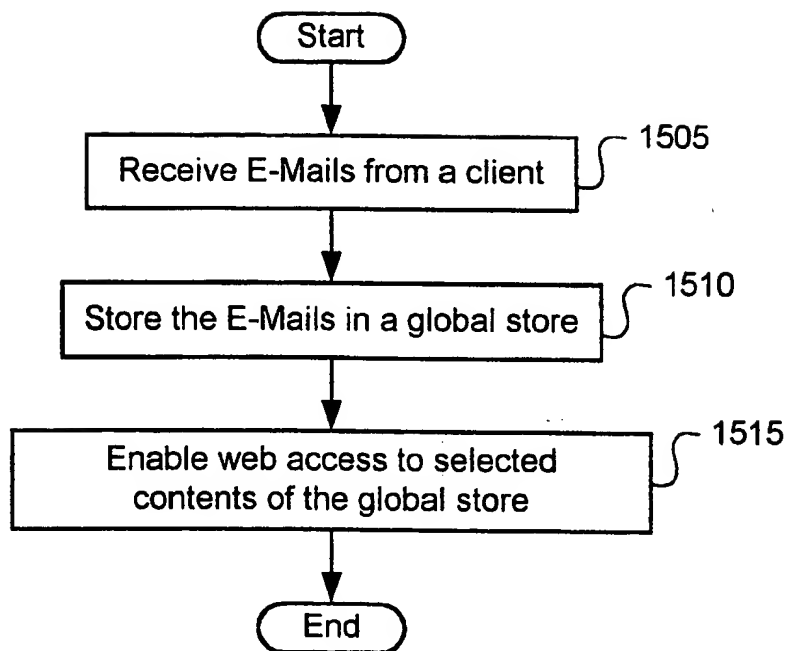 Start
1505
Receive E-Mails from a client
1510
Store the E-Mails in a global store
1515
Enable web access to selected
contents of the global store
End